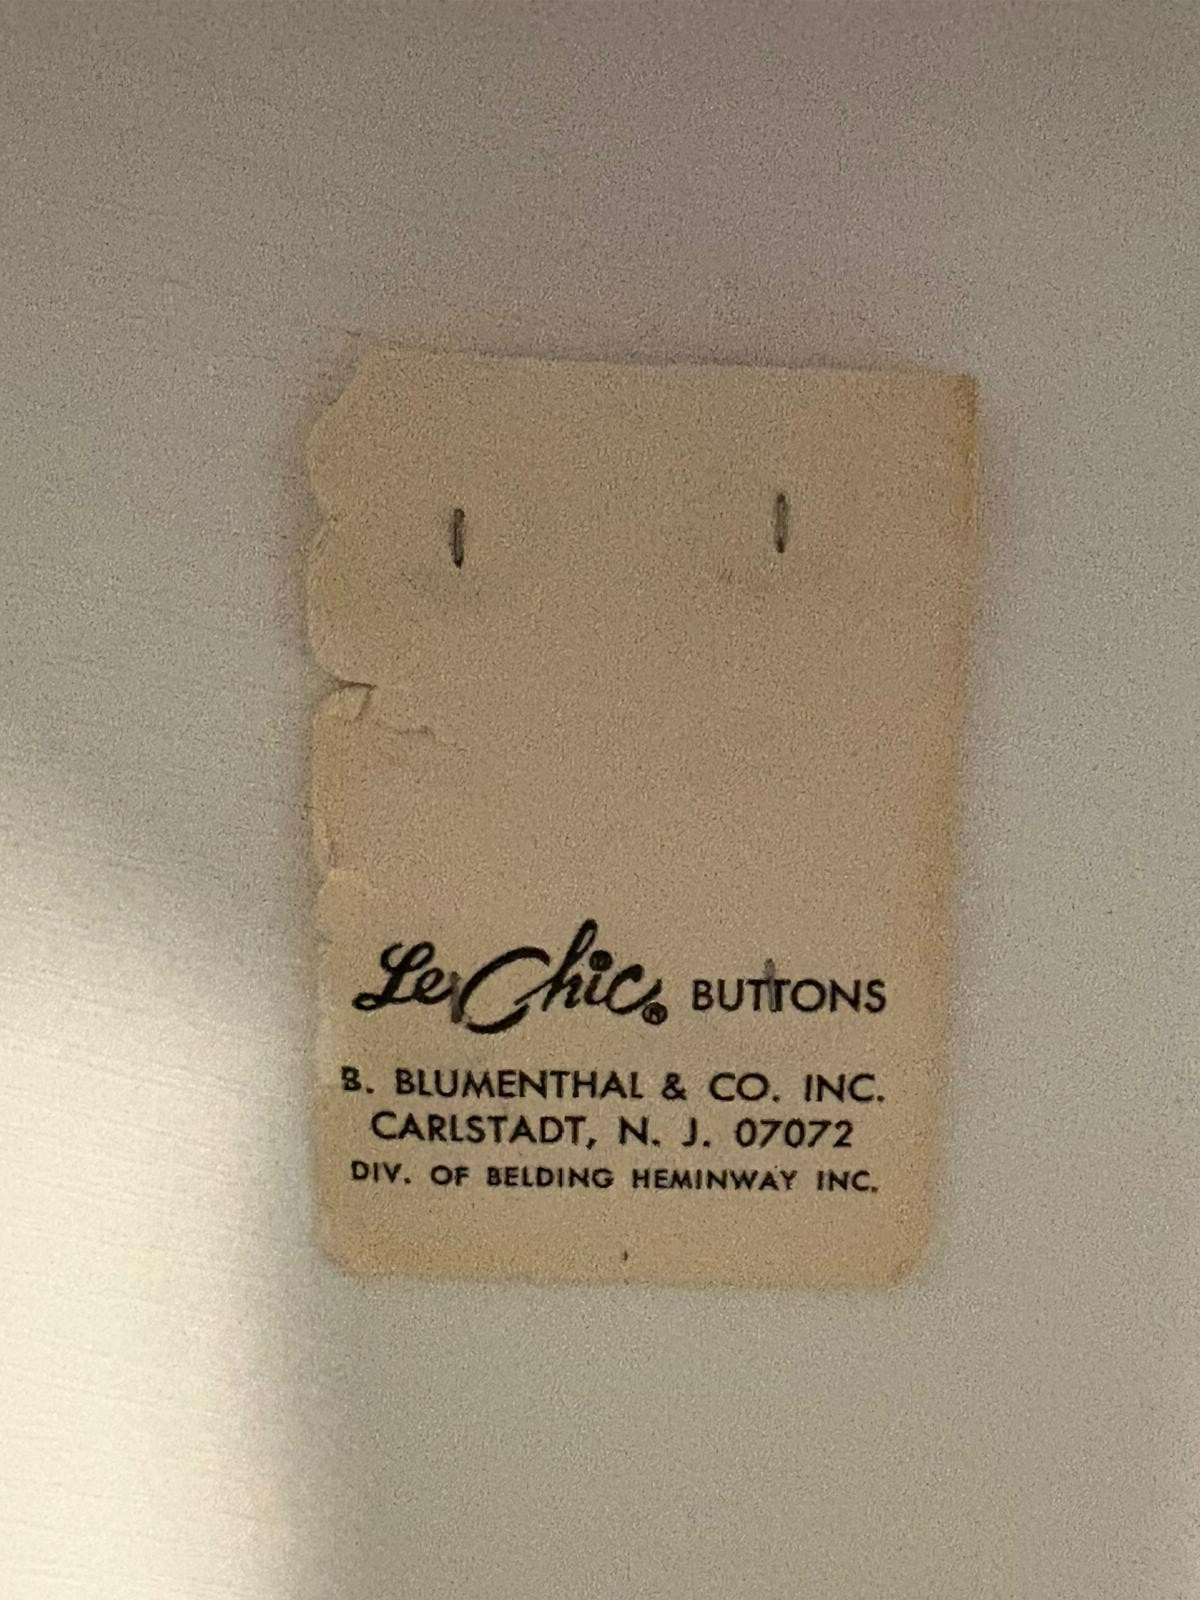 Le Chic® BUTTONS
B. BLUMENTHAL & CO. INC.
CARLSTADT, N. J. 07072
DIV. OF BELDING HEMINWAY INC.